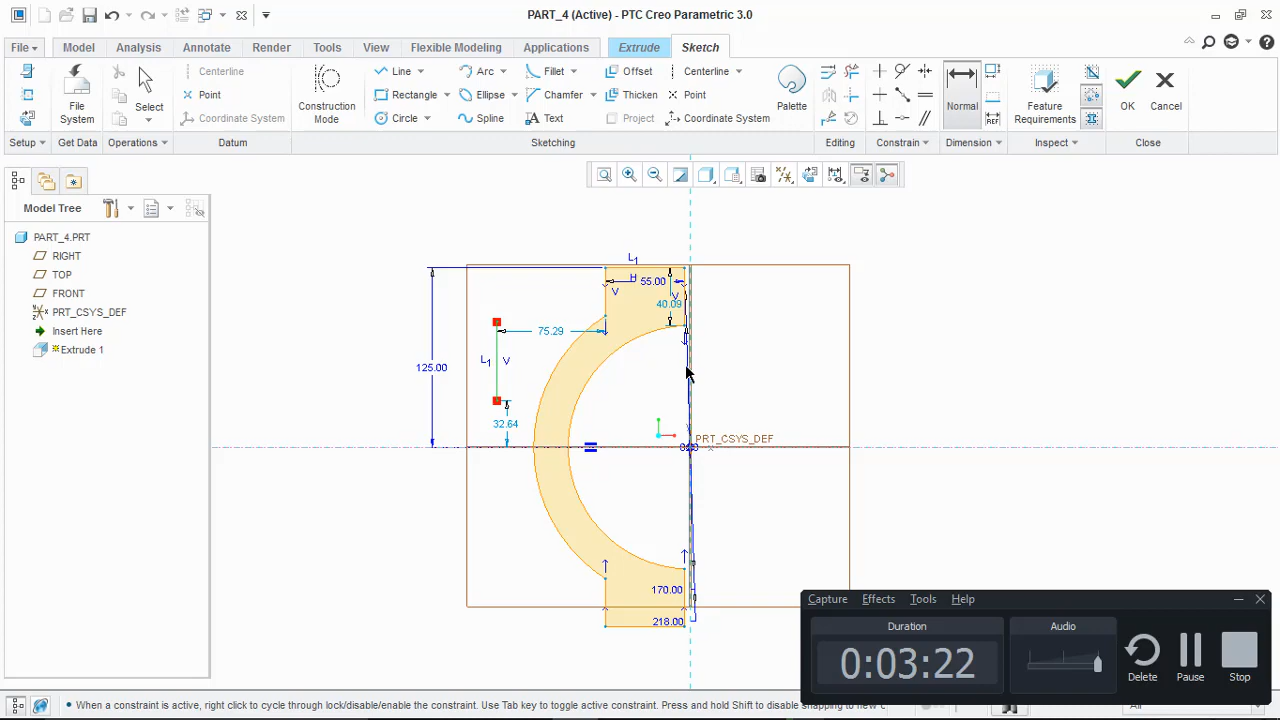 PART_4 (Active) - PTC Creo Parametric 3.0
File Model Analysis Annotate Render Tools View Flexible Modeling Applications Extrude Sketch
Centerline Line Arc Fillet Offset Centerline
Point Rectangle Ellipse Chamfer Thicken Point
Coordinate System Circle Spline Text Project Coordinate System
File System
Construction Mode
Palette
Normal
Feature Requirements
OK
Cancel
Setup Get Data Operations Datum Sketching Editing Constrain Dimension Inspect Close
Model Tree
PART_4.PRT
RIGHT
TOP
FRONT
PRT_CSYS_DEF
Insert Here
Extrude 1
L1
H 55.00
V
V
40.09
75.29
L1 V
125.00
32.64
PRT_CSYS_DEF
170.00
218.00
Capture Effects Tools Help
Duration Audio
0:03:22
Delete Pause Stop
When constraint is active, right click to cycle through lock/disable/enable the constraint. Use Tab key to toggle active constraint. Press and hold Shift to disable snapping to new